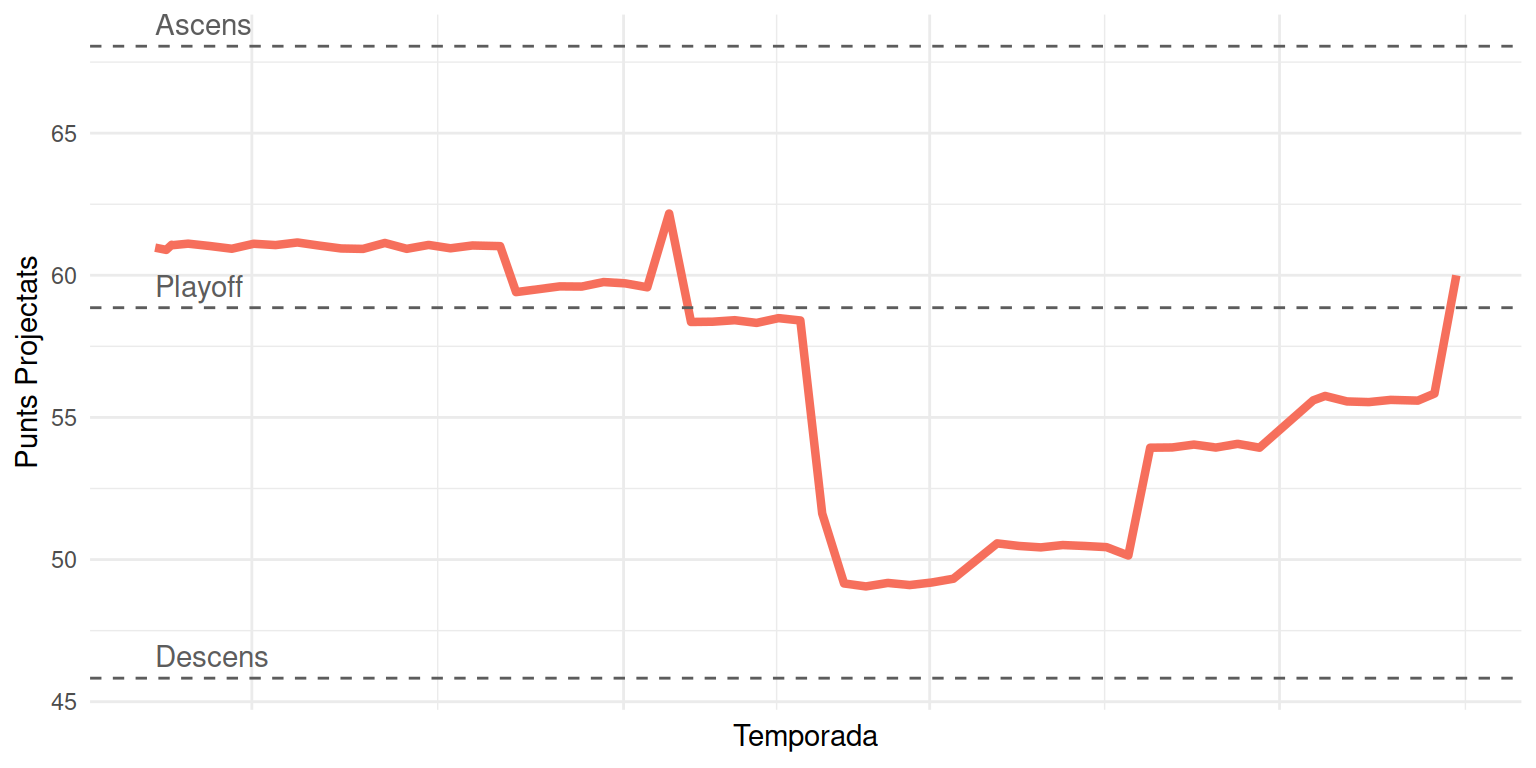 Ascens
65
60
Playoff
55
50
Descens
45
Punts Projectats
Temporada